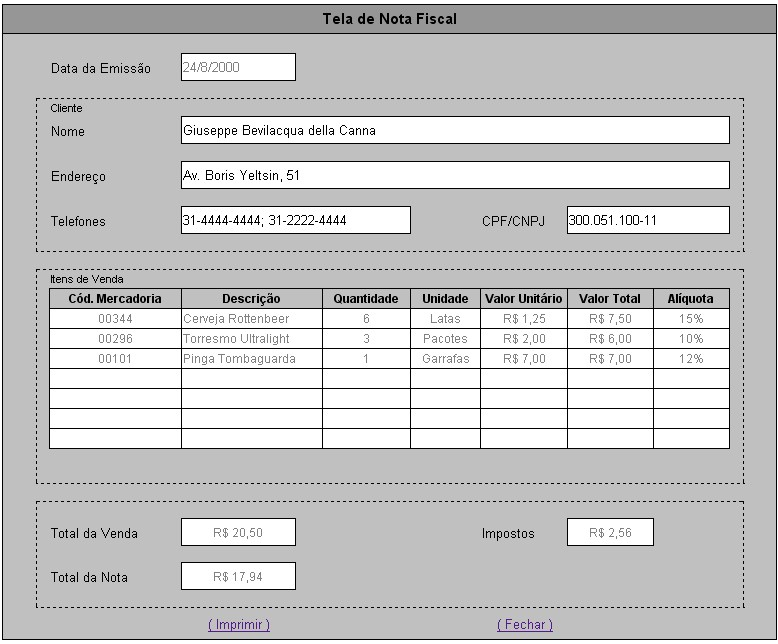 Tela de Nota Fiscal
Data da Emissão 24/8/2000
Cliente
Nome Giuseppe Bevilacqua della Canna
Endereço Av. Boris Yeltsin, 51
Telefones 31-4444-4444; 31-2222-4444 CPF/CNPJ 300.051.100-11
Itens de Venda
Cód. Mercadoria Descrição Quantidade Unidade Valor Unitário Valor Total Alíquota
00344 Cerveja Rottenbeer 6 Latas R$ 1,25 R$ 7,50 15%
00296 Torresmo Ultralight 3 Pacotes R$ 2,00 R$ 6,00 10%
00101 Pinga Tombaguarda 1 Garrafas R$ 7,00 R$ 7,00 12%
Total da Venda R$ 20,50 Impostos R$ 2,56
Total da Nota R$ 17,94
( Imprimir ) ( Fechar )